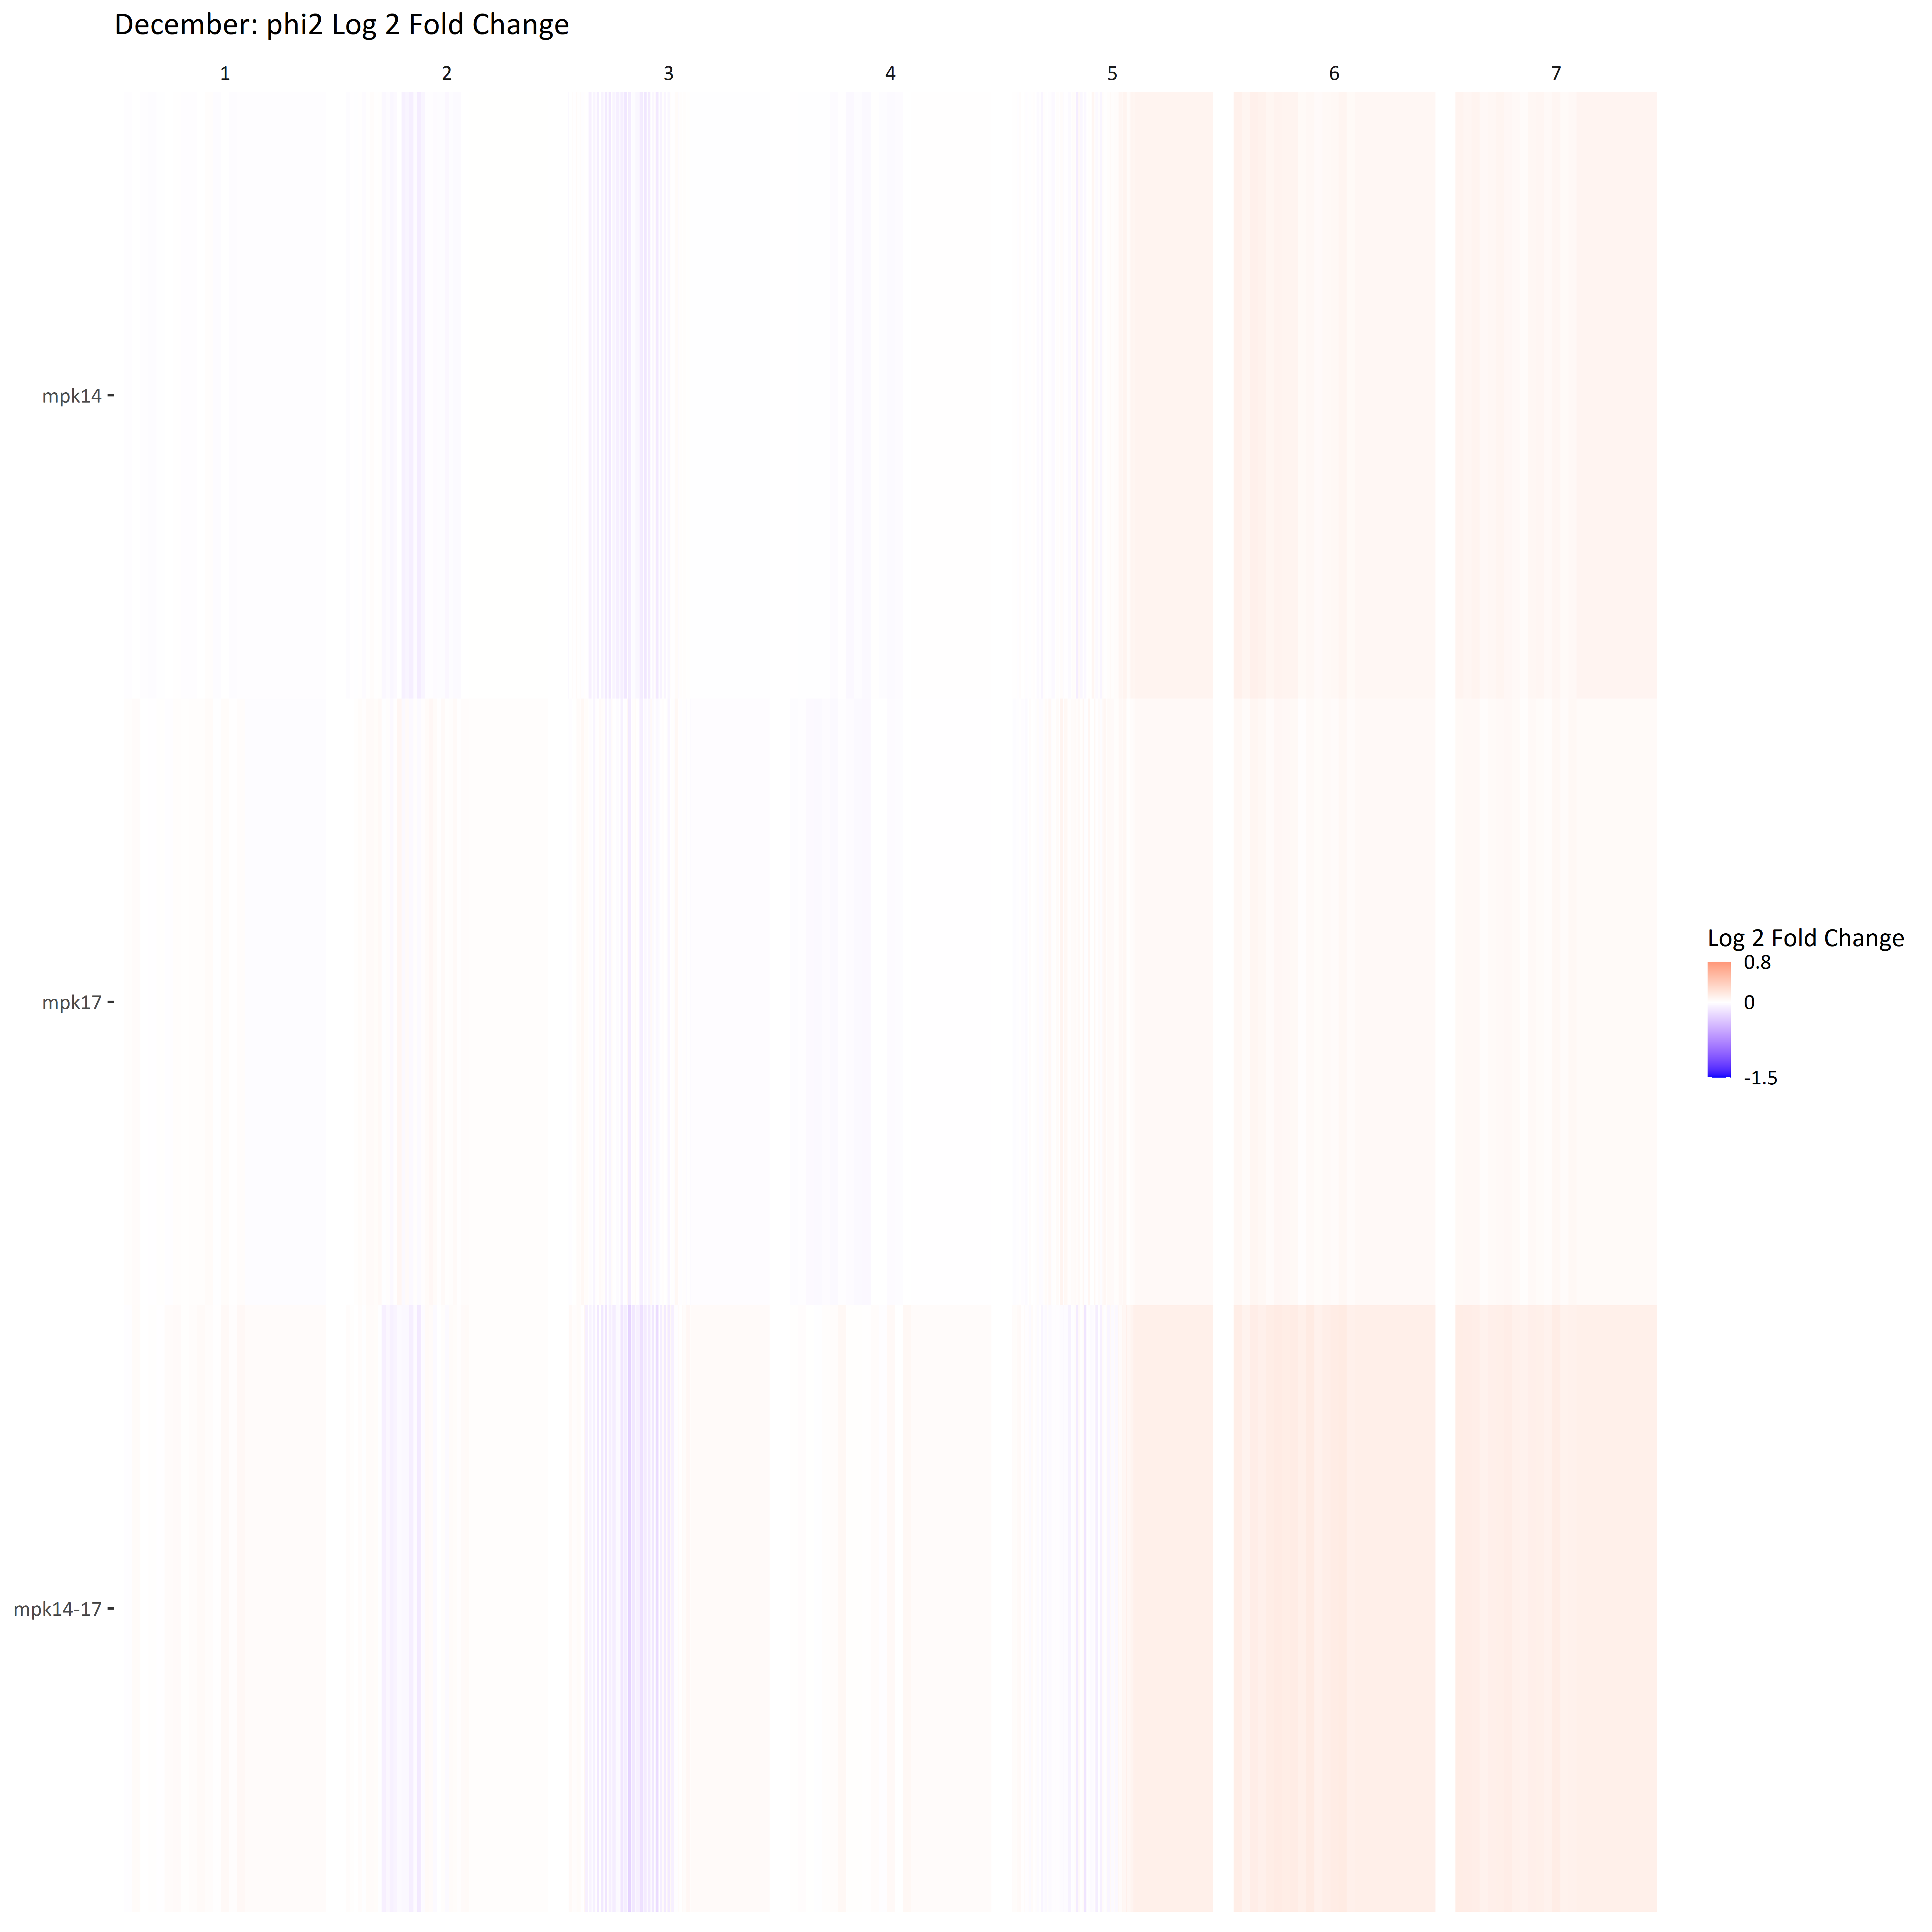 December: phi2 Log 2 Fold Change
1 2 3 4 5 6 7
mpk14
mpk17
mpk14-17
Log 2 Fold Change
0.8
0
-1.5